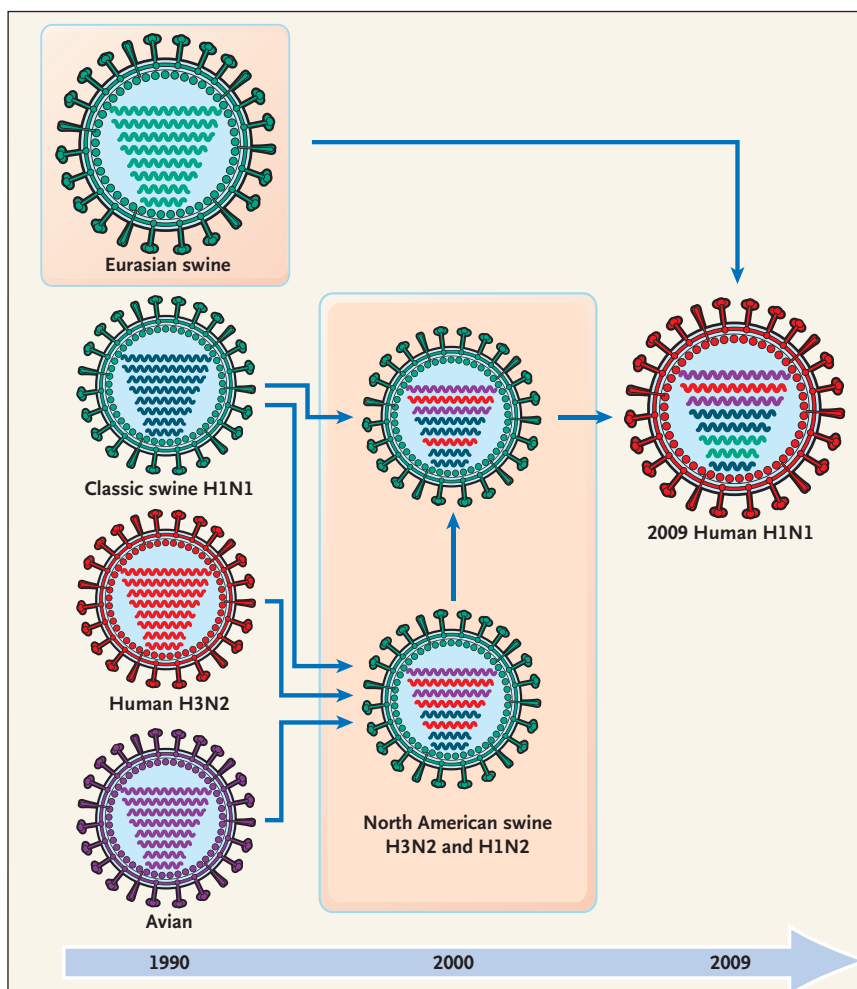 Eurasian swine
Classic swine H1N1
2009 Human H1N1
Human H3N2
North American swine
H3N2 and H1N2
Avian
1990
2000
2009